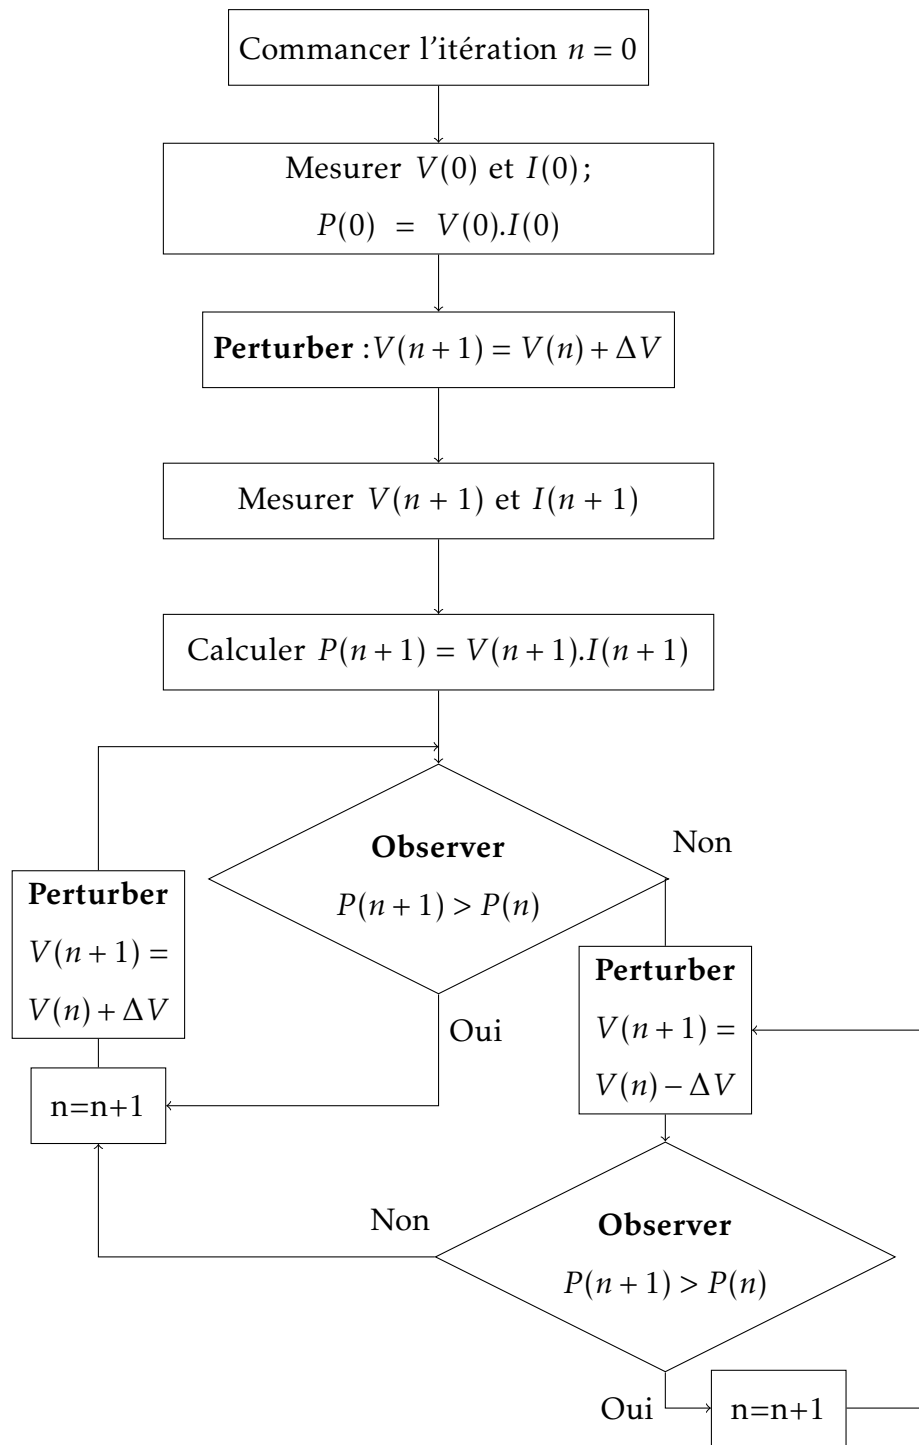 Commancer l'itération n = 0
Mesurer V(0) et I(0);
P(0) = V(0).I(0)
Perturber :V(n+1) = V(n) + ΔV
Mesurer V(n + 1) et I(n + 1)
Calculer P(n + 1) = V(n + 1).I(n + 1)
Observer
P(n + 1) > P(n)
Non
Oui
Perturber
V(n + 1) =
V(n) + ΔV
n=n+1
Perturber
V(n + 1) =
V(n) − ΔV
Non
Observer
P(n + 1) > P(n)
Oui
n=n+1